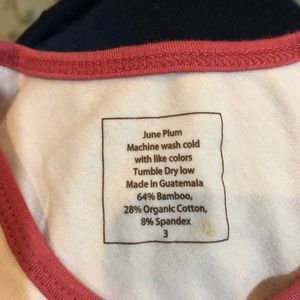 June Plum
Machine wash cold
with like colors
Tumble Dry low
Made in Guatemala
64% Bamboo,
28% Organic Cotton,
8% Spandex
3